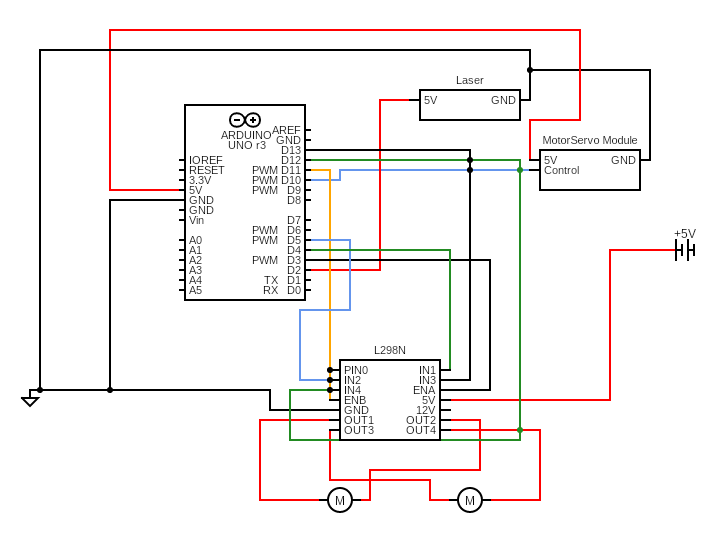 Laser
5V GND
MotorServo Module
5V GND
Control
ARDUINO
UNO r3
AREF
GND
D13
IOREF D12
RESET PWM D11
3.3V PWM D10
5V PWM D9
GND D8
GND
Vin D7
PWM D6
A0 PWM D5
A1 D4
A2 PWM D3
A3 D2
A4 TX D1
A5 RX D0
+5V
L298N
PIN0 IN1
IN2 IN3
IN4 ENA
ENB 5V
GND 12V
OUT1 OUT2
OUT3 OUT4
M M